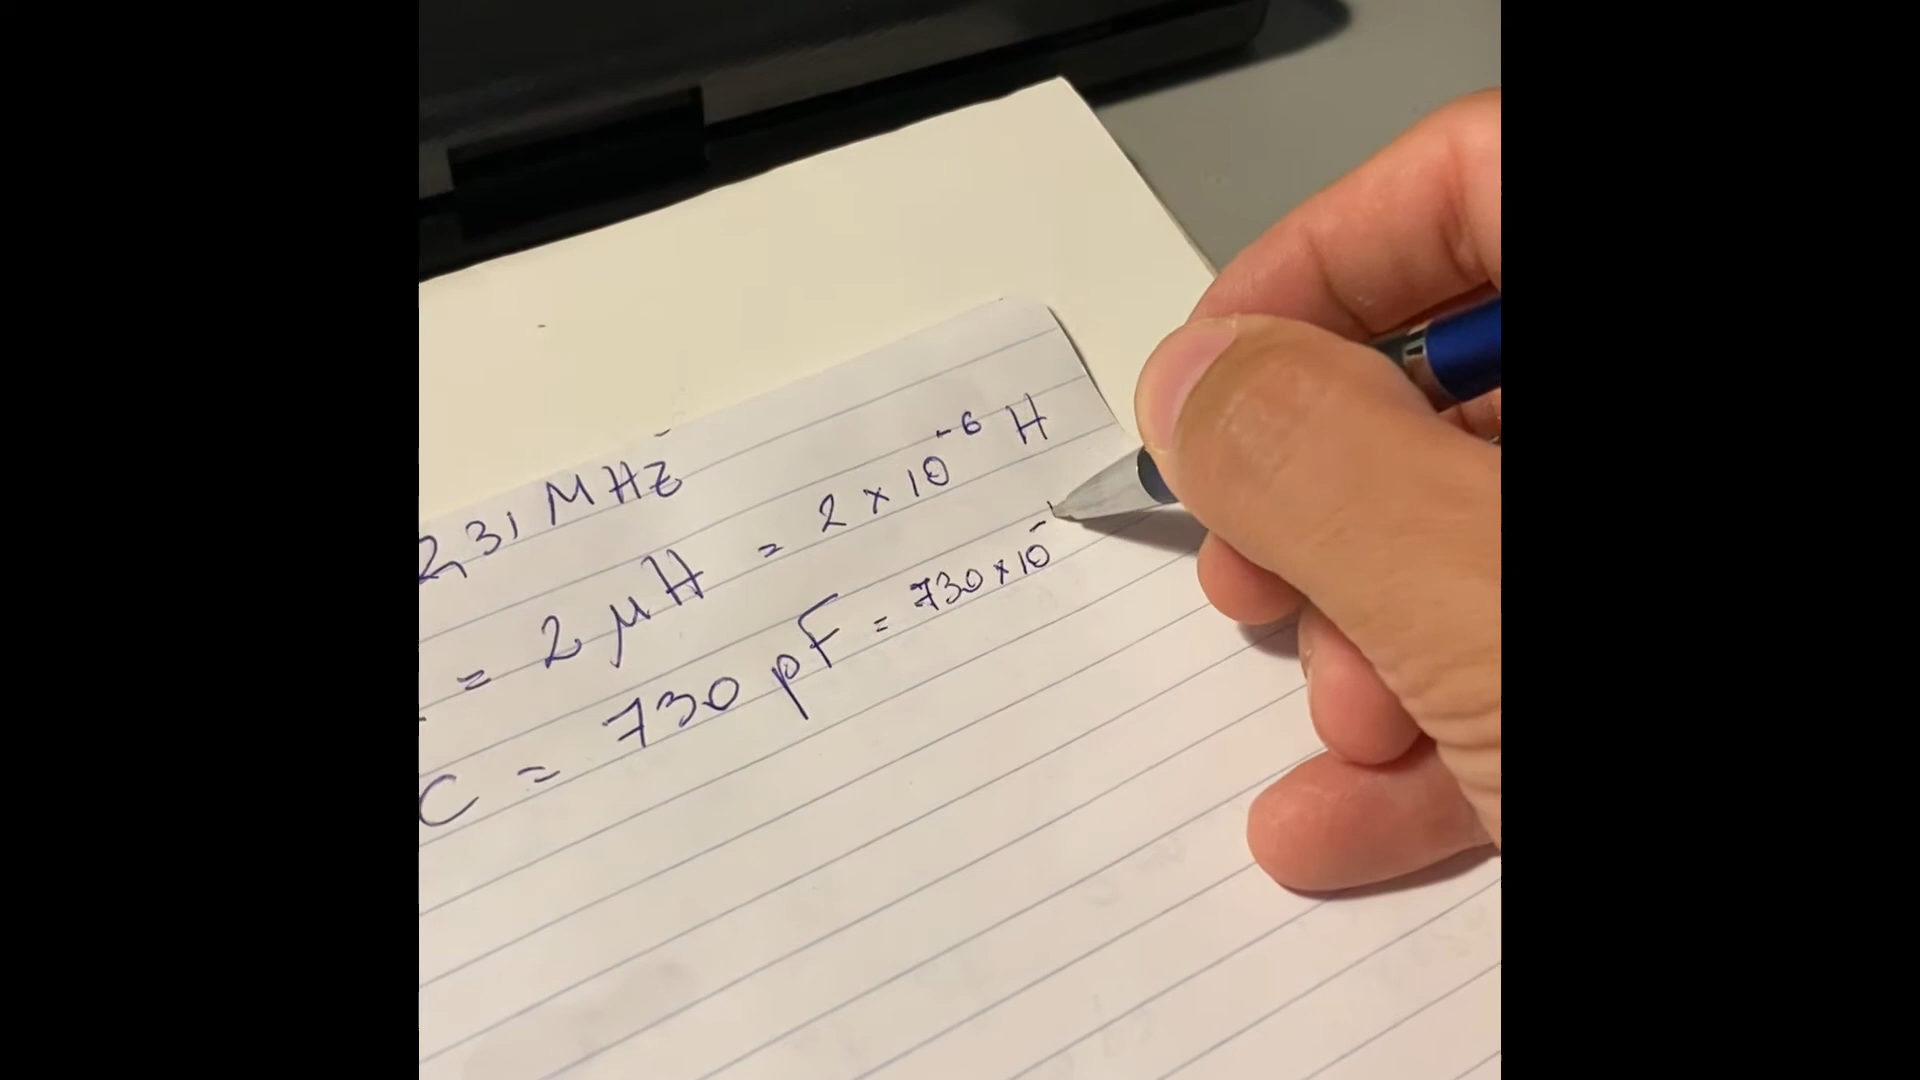 2,31 MHZ
= 2 μH = 2 × 10⁻⁶ H
C = 730 pF = 730 × 10⁻